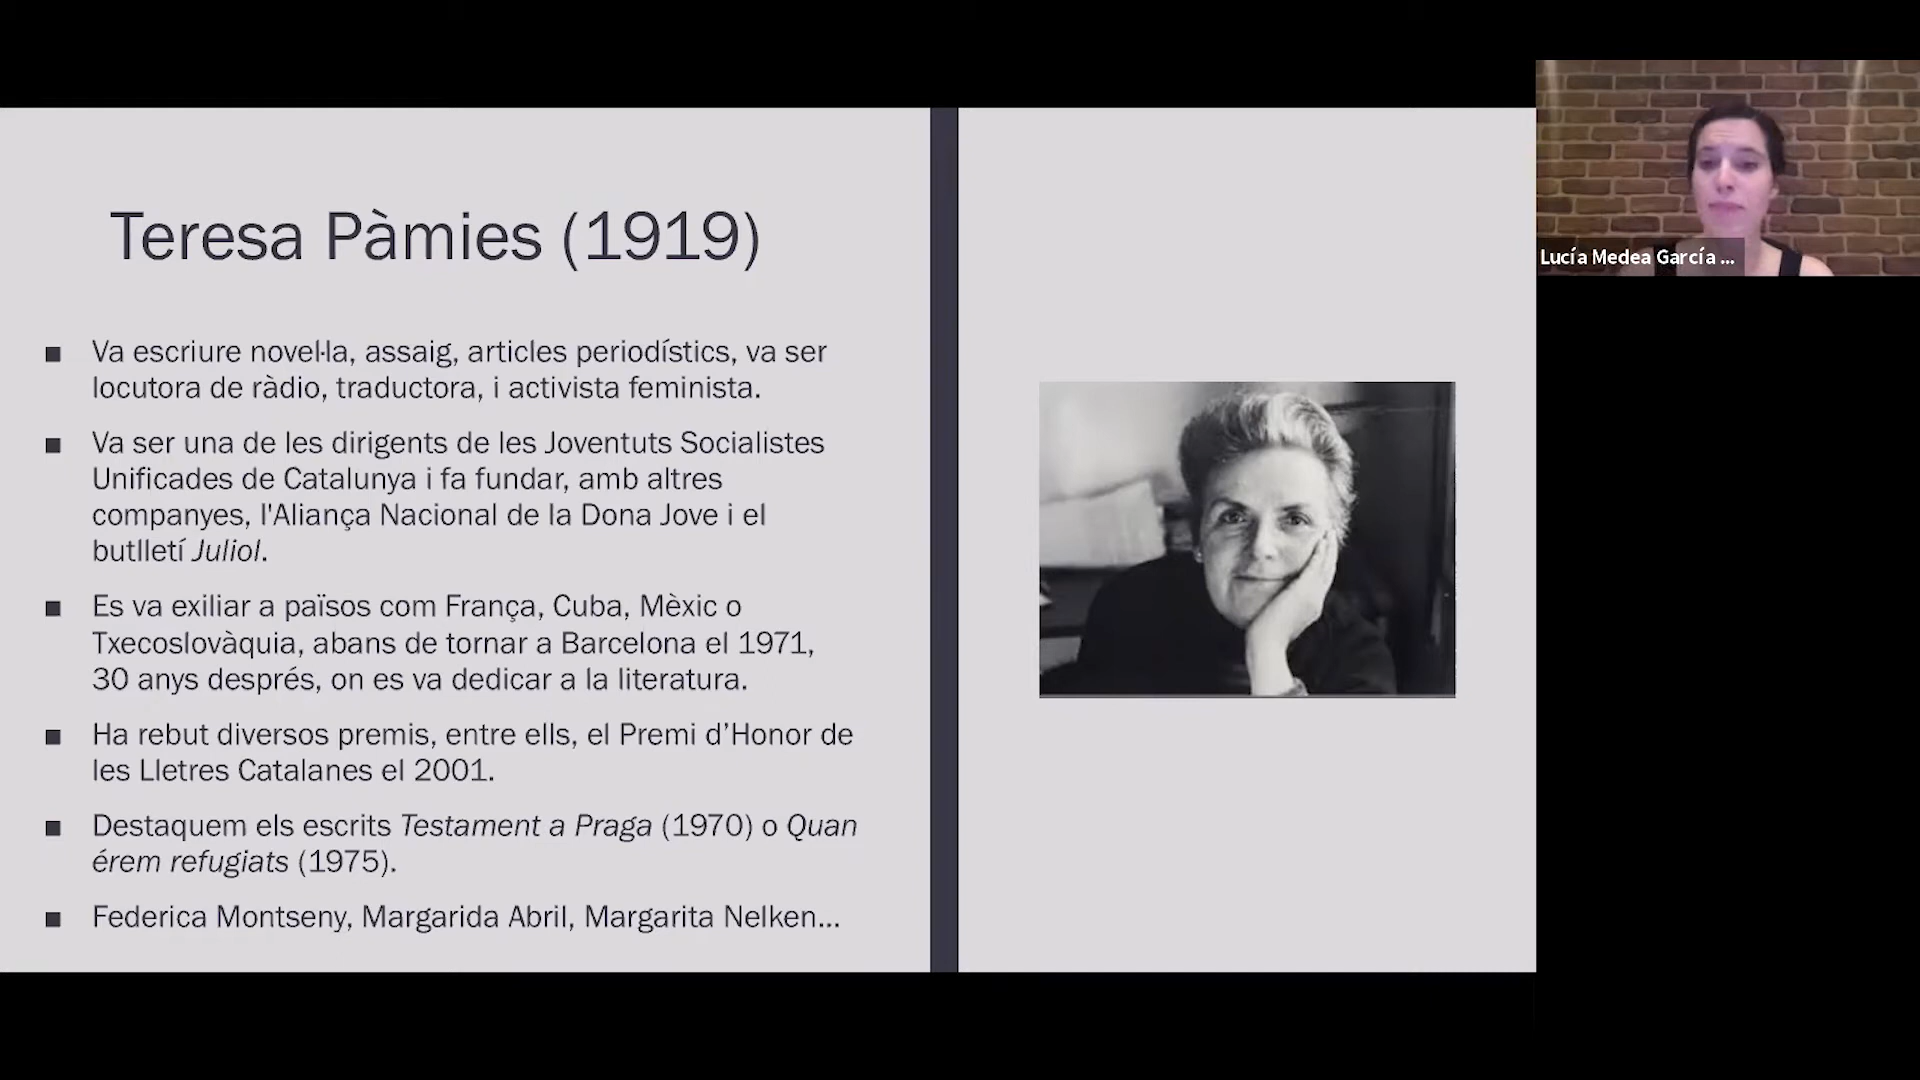 Teresa Pàmies (1919)
▪ Va escriure novel·la, assaig, articles periodístics, va ser
locutora de ràdio, traductora, i activista feminista.
▪ Va ser una de les dirigents de les Joventuts Socialistes
Unificades de Catalunya i fa fundar, amb altres
companyes, l'Aliança Nacional de la Dona Jove i el
butlletí Juliol.
▪ Es va exiliar a països com França, Cuba, Mèxic o
Txecoslovàquia, abans de tornar a Barcelona el 1971,
30 anys després, on es va dedicar a la literatura.
▪ Ha rebut diversos premis, entre ells, el Premi d’Honor de
les Lletres Catalanes el 2001.
▪ Destaquem els escrits Testament a Praga (1970) o Quan
érem refugiats (1975).
▪ Federica Montseny, Margarida Abril, Margarita Nelken...
Lucía Medea García ...